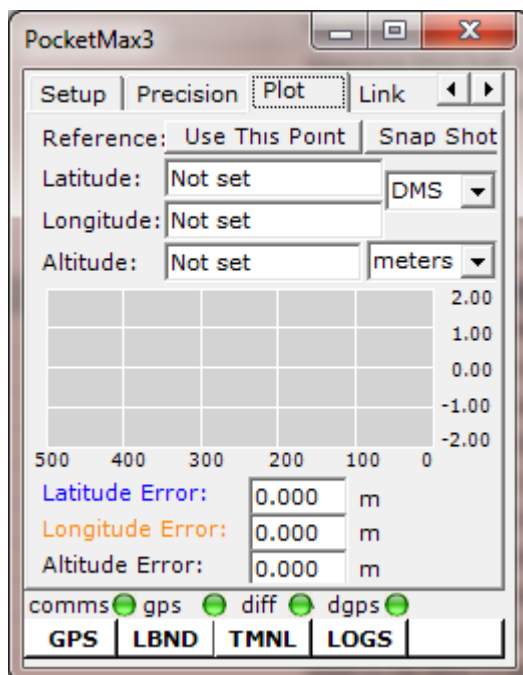 PocketMax3
Setup Precision Plot Link
Reference: Use This Point Snap Shot
Latitude: Not set DMS
Longitude: Not set
Altitude: Not set meters
2.00
1.00
0.00
-1.00
-2.00
500 400 300 200 100 0
Latitude Error: 0.000 m
Longitude Error: 0.000 m
Altitude Error: 0.000 m
comms gps diff dgps
GPS LBND TMNL LOGS